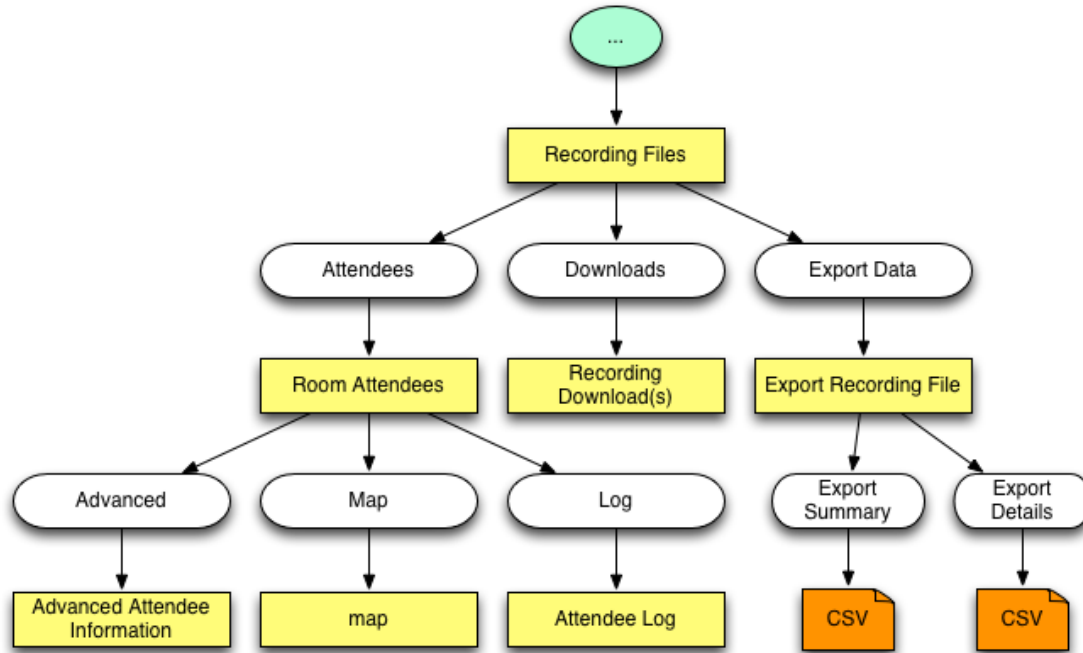 ...
Recording Files
Attendees
Downloads
Export Data
Room Attendees
Recording
Download(s)
Export Recording File
Advanced
Map
Log
Export
Summary
Export
Details
Advanced Attendee
Information
map
Attendee Log
CSV
CSV